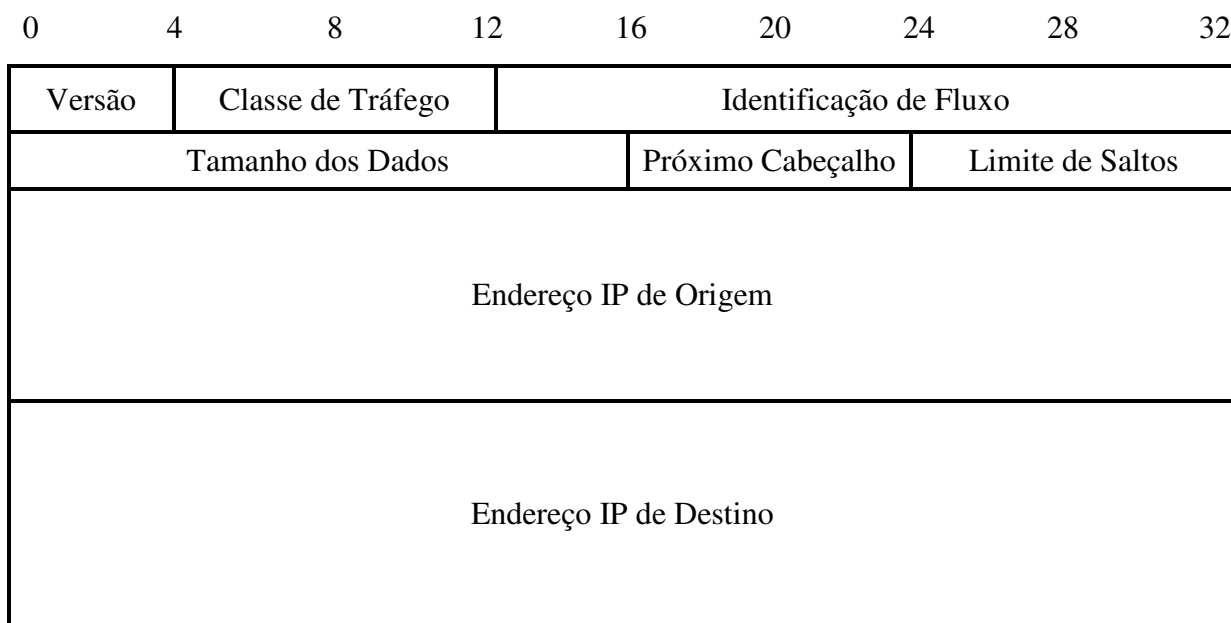 0 4 8 12 16 20 24 28 32
Versão Classe de Tráfego Identificação de Fluxo
Tamanho dos Dados Próximo Cabeçalho Limite de Saltos
Endereço IP de Origem
Endereço IP de Destino